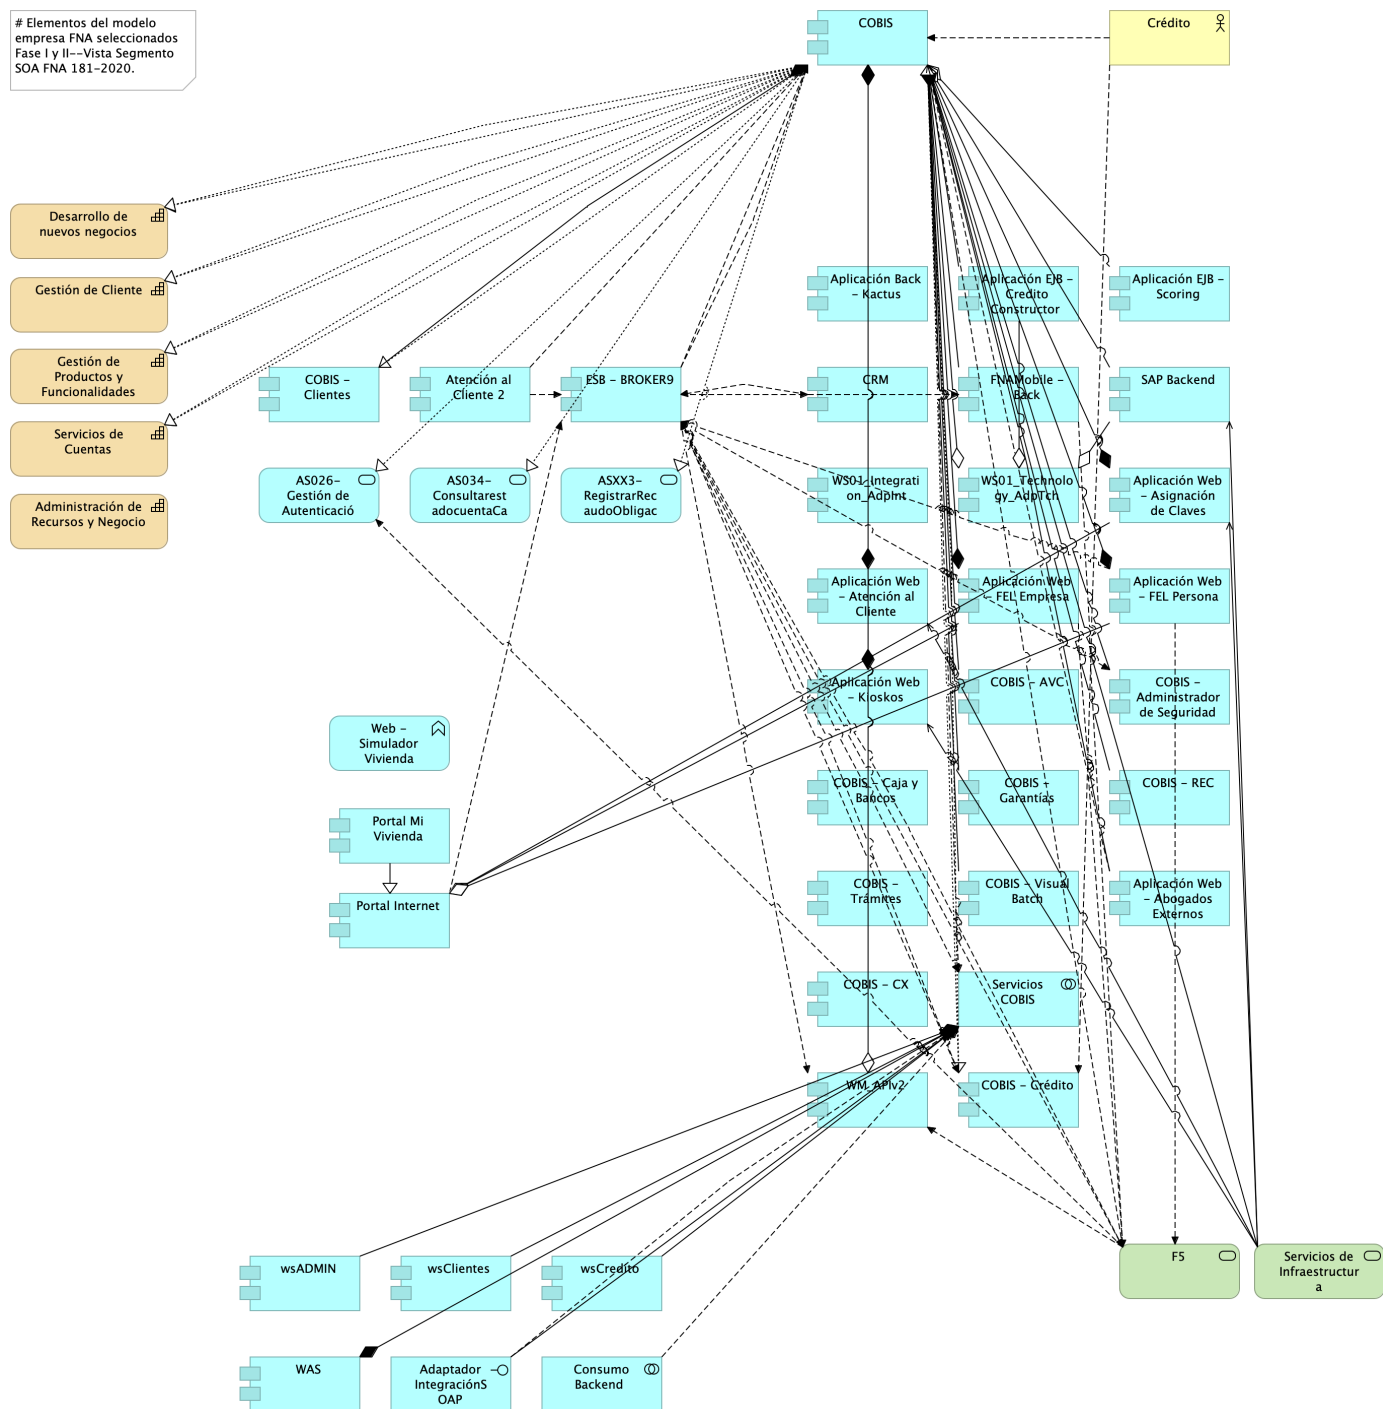 # Elementos del modelo
empresa FNA seleccionados
Fase I y II--Vista Segmento
SOA FNA 181-2020.
COBIS
Crédito
Desarrollo de
nuevos negocios
Gestión de Cliente
Gestión de
Productos y
Funcionalidades
Servicios de
Cuentas
Administración de
Recursos y Negocio
Aplicación Back
- Kactus
Aplicación EJB -
Credito
Constructor
Aplicación EJB -
Scoring
COBIS -
Clientes
Atención al
Cliente 2
ESB - BROKER9
CRM
FNAMobile -
Back
SAP Backend
AS026-
Gestión de
Autenticació
AS034-
Consultarest
adocuentaCa
ASXX3-
RegistrarRec
audoObligac
WS01_Integrati
on_AdpInt
WS01_Technolo
gy_AdpTch
Aplicación Web
- Asignación
de Claves
Aplicación Web
- Atención al
Cliente
Aplicación Web
- FEL Empresa
Aplicación Web
- FEL Persona
Aplicación Web
- Kioskos
COBIS - AVC
COBIS -
Administrador
de Seguridad
Web -
Simulador
Vivienda
COBIS - Caja y
Bancos
COBIS -
Garantías
COBIS - REC
Portal Mi
Vivienda
Portal Internet
COBIS -
Trámites
COBIS - Visual
Batch
Aplicación Web
- Abogados
Externos
COBIS - CX
Servicios
COBIS
WM_APIv2
COBIS - Crédito
wsADMIN
wsClientes
wsCredito
F5
Servicios de
Infraestructur
a
WAS
Adaptador
IntegraciónS
OAP
Consumo
Backend